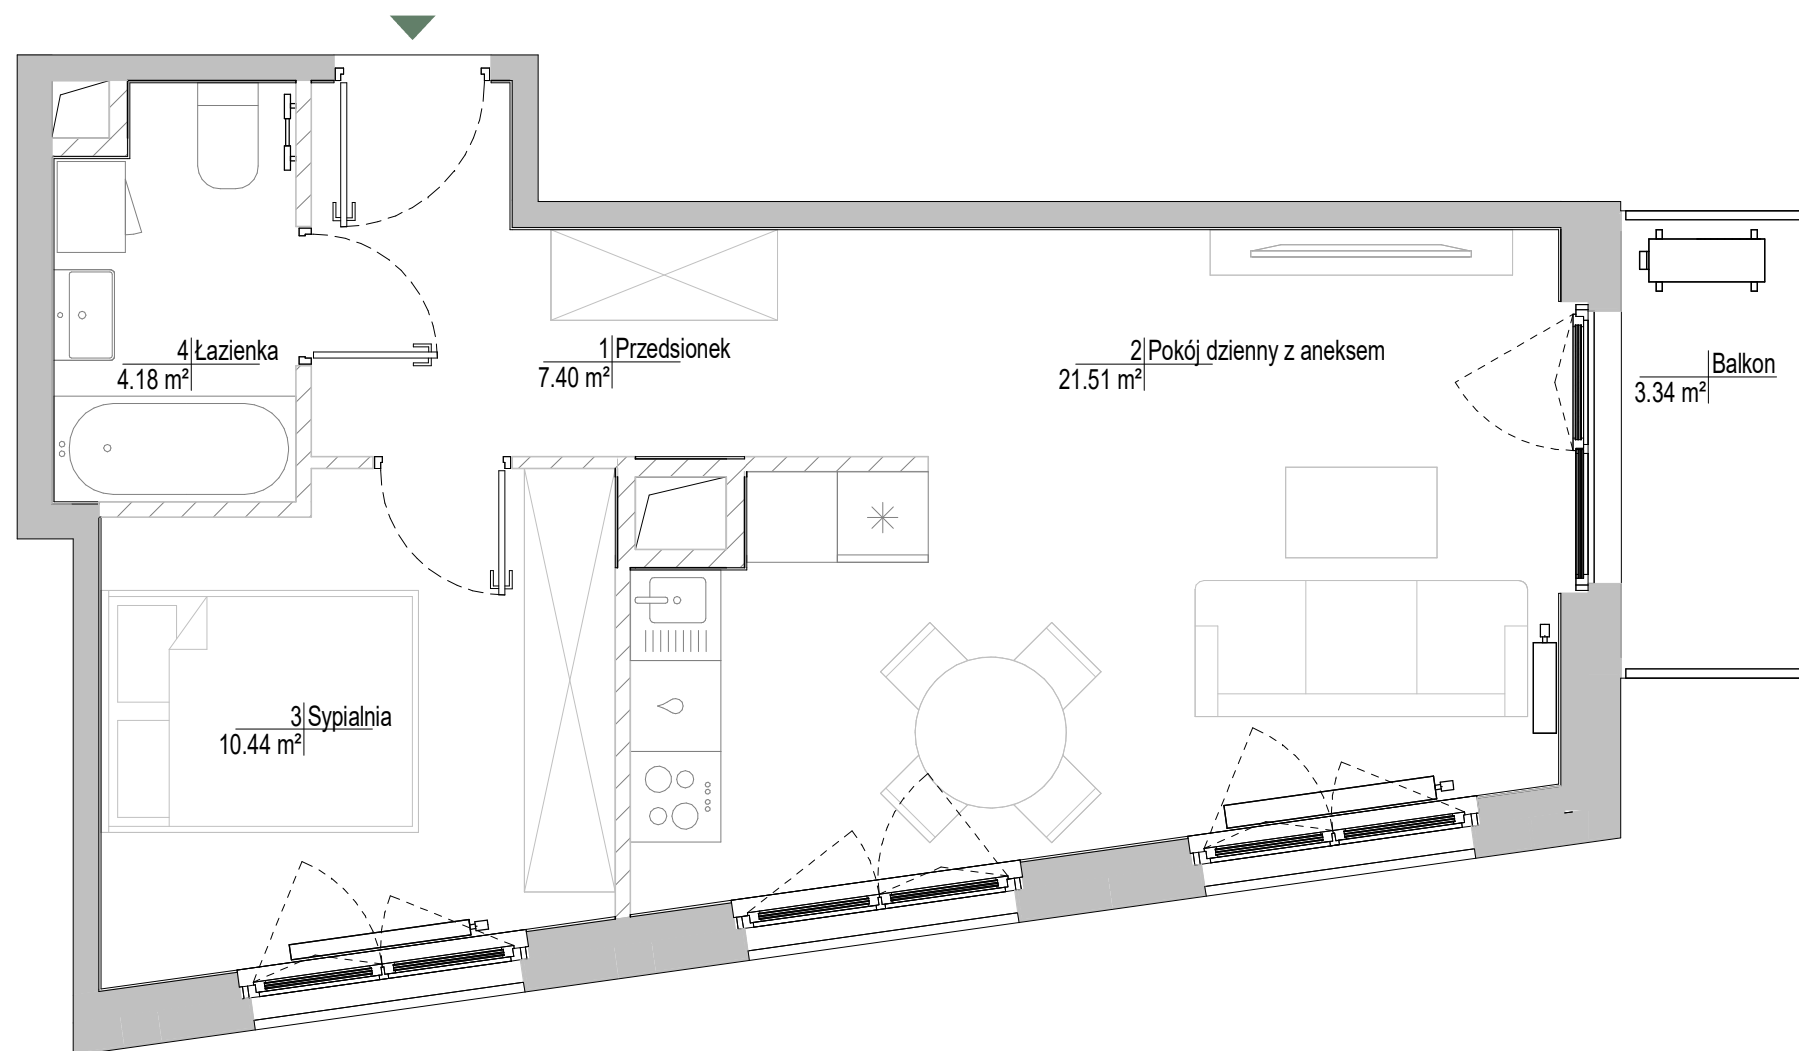 4 Łazienka
4.18 m²
1 Przedsionek
7.40 m²
2 Pokój dzienny z aneksem
21.51 m²
Balkon
3.34 m²
3 Sypialnia
10.44 m²